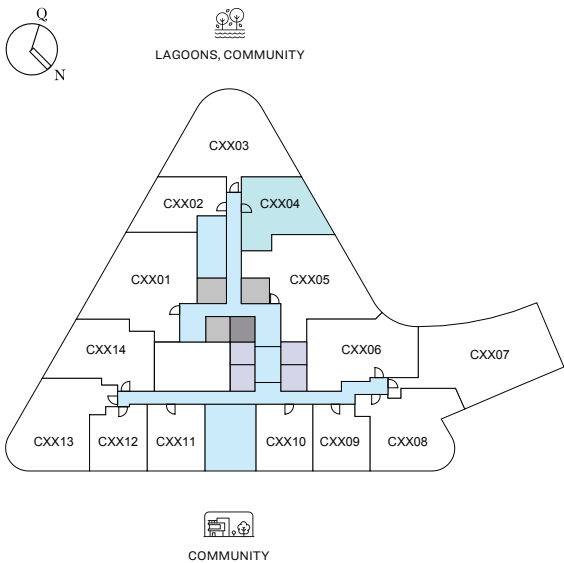 Q
N
LAGOONS, COMMUNITY
CXX03
CXX02
CXX04
CXX01
CXX05
CXX14
CXX06
CXX07
CXX13
CXX12
CXX11
CXX10
CXX09
CXX08
COMMUNITY